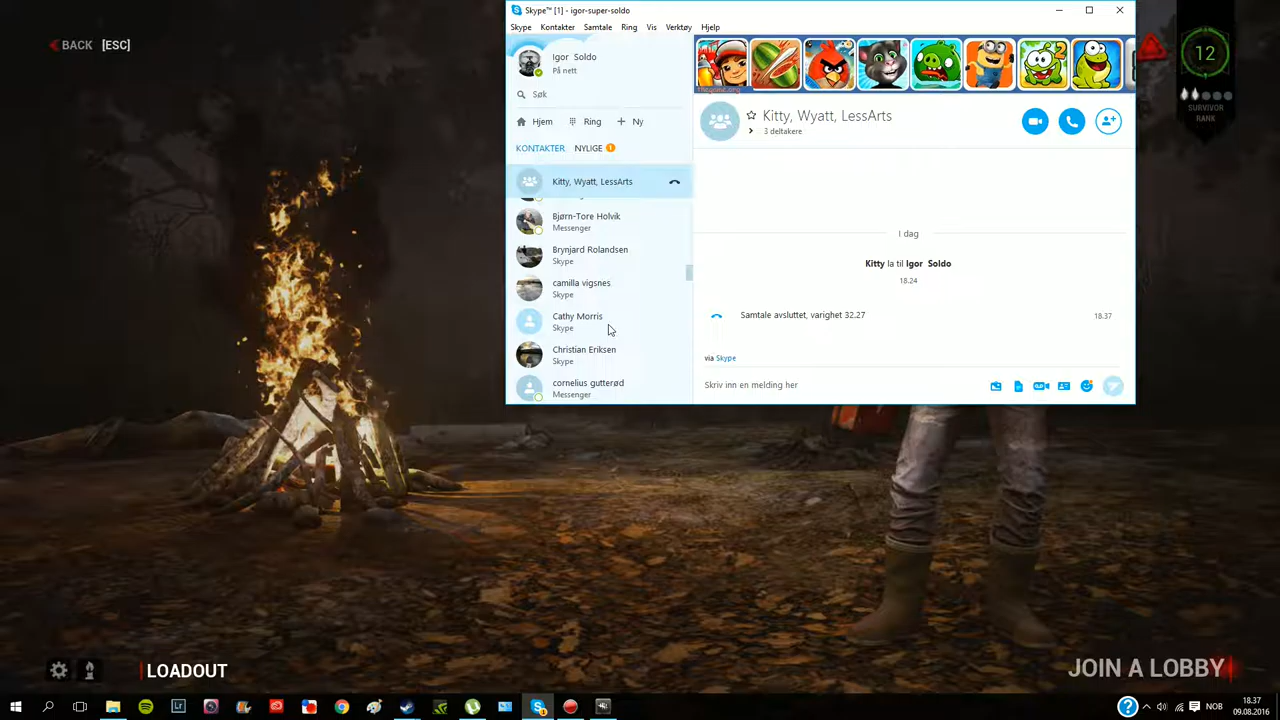 Skype™ [1] - igor-super-soldo
Skype Kontakter Samtale Ring Vis Verktøy Hjelp
BACK [ESC]
Igor Soldo
På nett
Søk
Hjem Ring Ny
KONTAKTER NYLIGE 1
Kitty, Wyatt, LessArts
Bjørn-Tore Holvik
Messenger
Brynjard Rolandsen
Skype
camilla vigsnes
Skype
Cathy Morris
Skype
Christian Eriksen
Skype
cornelius gutterød
Messenger
2
Kitty, Wyatt, LessArts
3 deltakere
I dag
Kitty la til Igor Soldo
18.24
Samtale avsluttet, varighet 32.27 18.37
via Skype
Skriv inn en melding her
12
SURVIVOR
RANK
LOADOUT
JOIN A LOBBY
NOB
18.37
09.08.2016